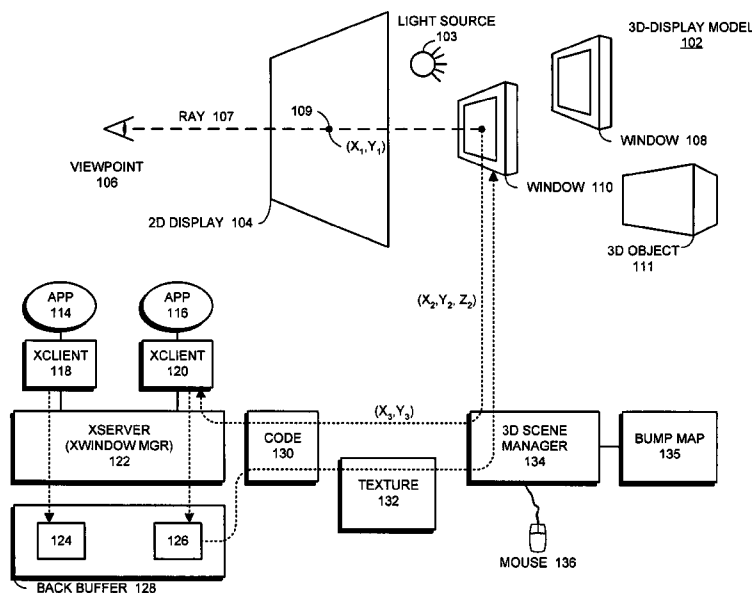 LIGHT SOURCE
103
3D-DISPLAY MODEL
102
109
RAY 107
(X1,Y1)
WINDOW 108
VIEWPOINT
106
WINDOW 110
2D DISPLAY 104
3D OBJECT
111
APP
114
APP
116
(X2,Y2, Z2)
XCLIENT
118
XCLIENT
120
(X3,Y3)
XSERVER
(XWINDOW MGR)
122
CODE
130
3D SCENE
MANAGER
134
BUMP MAP
135
TEXTURE
132
124
126
MOUSE 136
BACK BUFFER 128